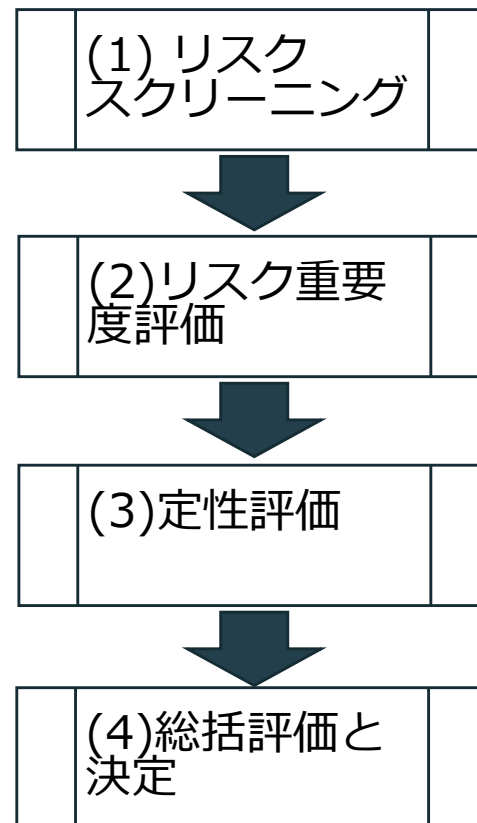 (1) リスク
スクリーニング
(2)リスク重要
度評価
(3)定性評価
(4)総括評価と
決定